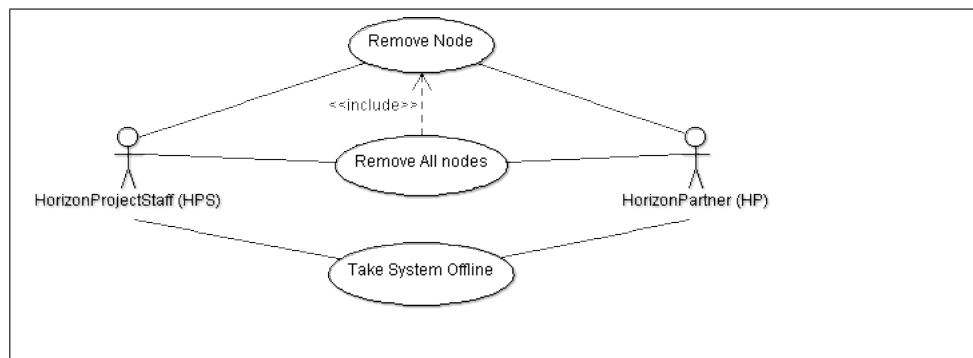 Remove Node
<<include>>
Remove All nodes
HorizonProjectStaff (HPS)
HorizonPartner (HP)
Take System Offline